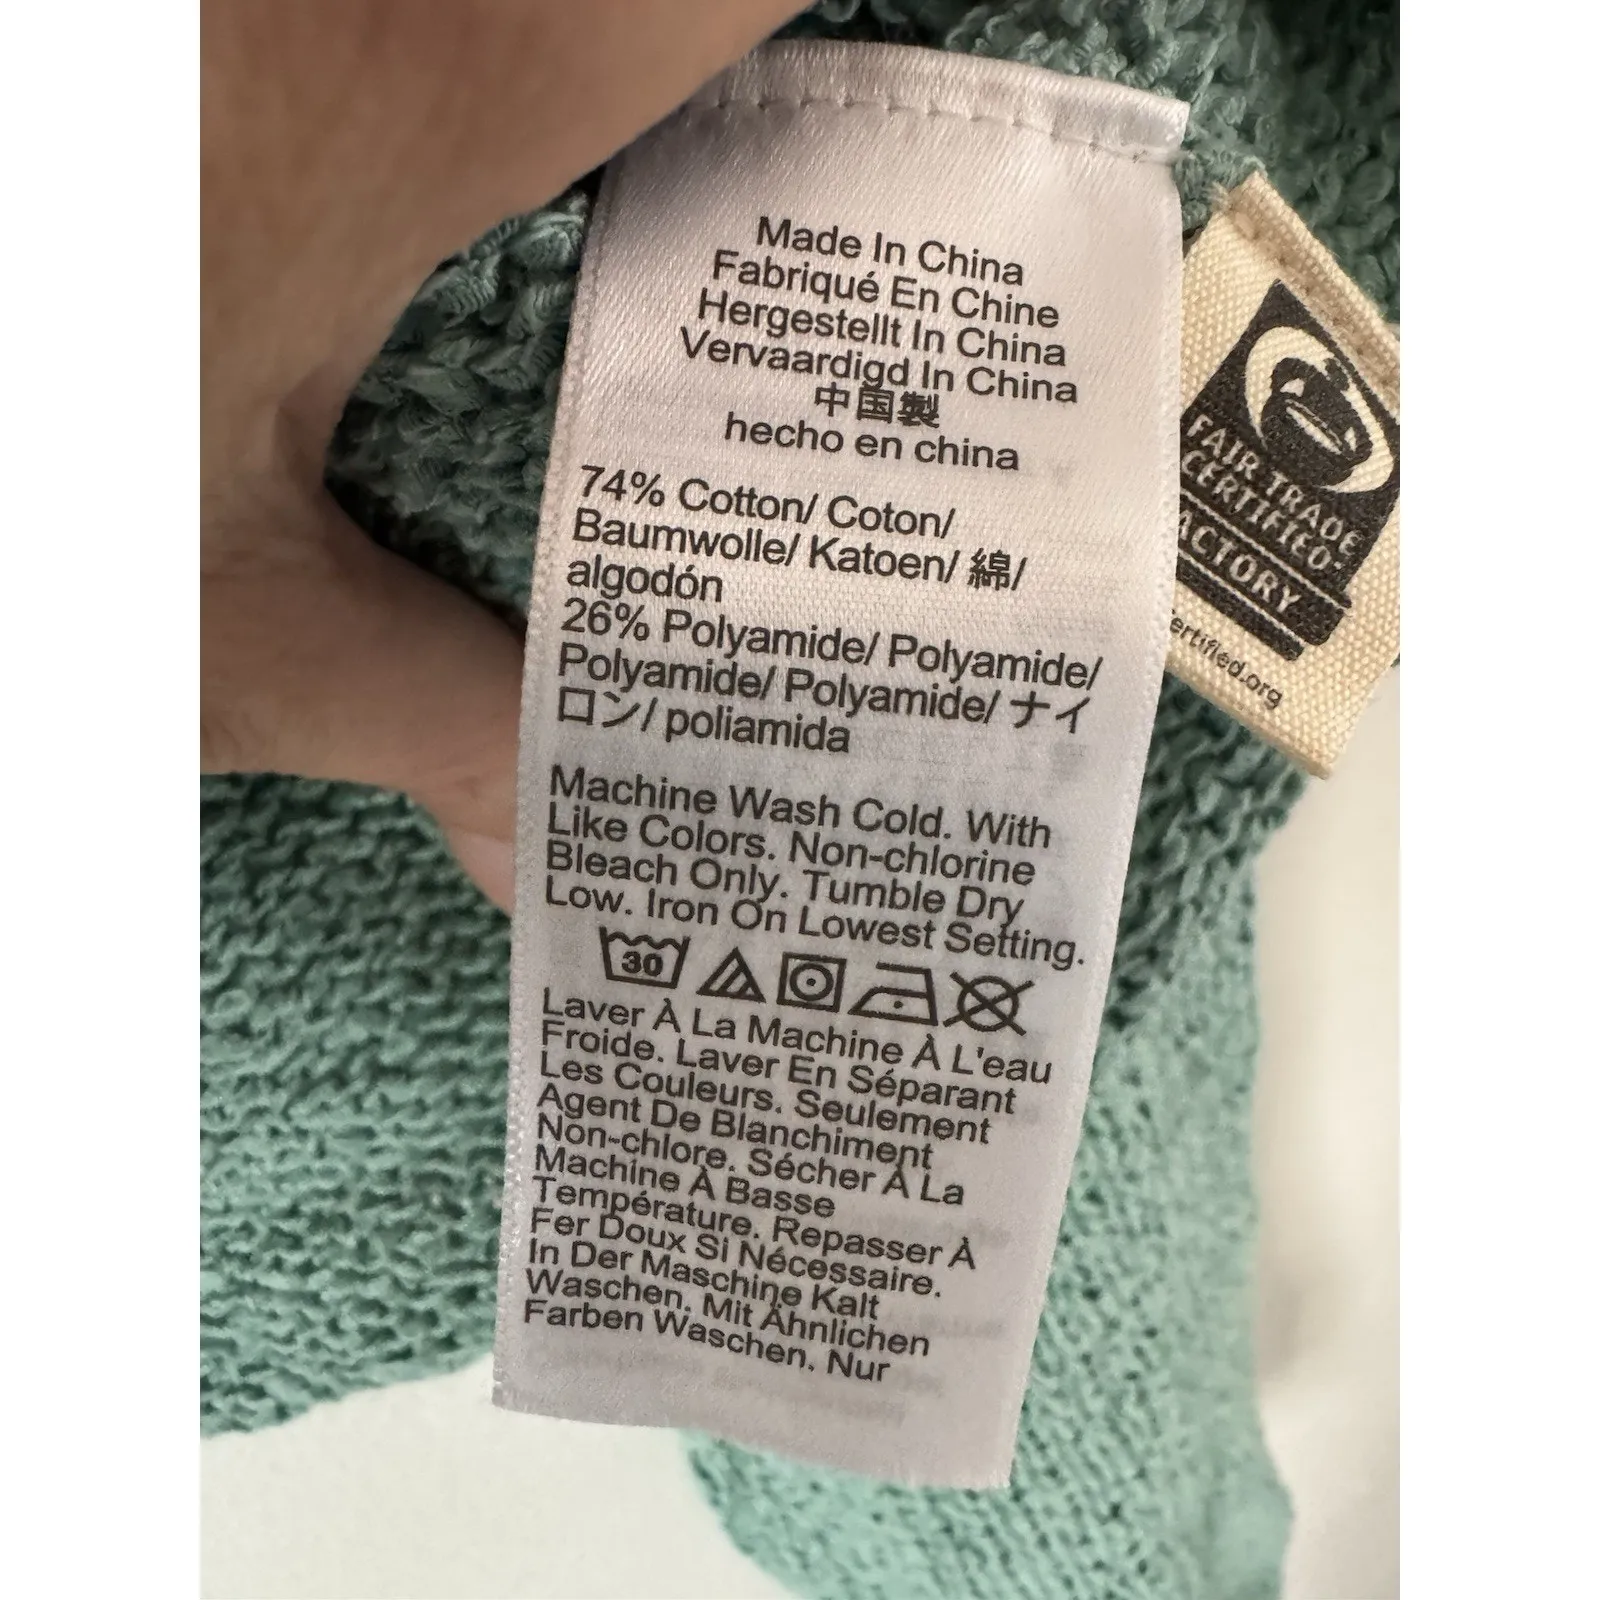 Made In China
Fabriqué En Chine
Hergestellt In China
Vervaardigd In China
中国製
hecho en china
74% Cotton/ Coton/
Baumwolle/ Katoen/ 綿/
algodón
26% Polyamide/ Polyamide/
Polyamide/ Polyamide/ ナイ
ロン/ poliamida
Machine Wash Cold. With
Like Colors. Non-chlorine
Bleach Only. Tumble Dry
Low. Iron On Lowest Setting.
30
Laver À La Machine À L'eau
Froide. Laver En Séparant
Les Couleurs. Seulement
Agent De Blanchiment
Non-chlore. Sécher À La
Machine À Basse
Température. Repasser À
Fer Doux Si Nécessaire.
In Der Maschine Kalt
Waschen. Mit Ähnlichen
Farben Waschen. Nur
FAIR TRADE
CERTIFIED
ACTORY
ertified.org